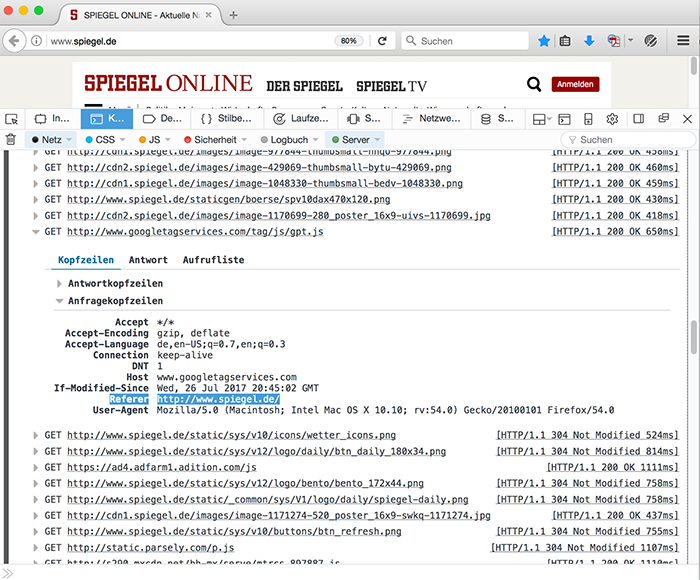 SPIEGEL ONLINE - Aktuelle Na
www.spiegel.de
80%
Suchen
SPIEGEL ONLINE DER SPIEGEL SPIEGEL TV
Anmelden
In... K... De... Stilbe... Laufze... S... Netzwe... S...
Netz CSS JS Sicherheit Logbuch Server Suchen
GET http://cdn1.spiegel.de/images/image-977844-thumbsmall-hhqo-977844.png [HTTP/1.1 200 OK 458ms]
GET http://cdn2.spiegel.de/images/image-429069-thumbsmall-bytu-429069.png [HTTP/1.1 200 OK 460ms]
GET http://cdn1.spiegel.de/images/image-1048330-thumbsmall-bedv-1048330.png [HTTP/1.1 200 OK 459ms]
GET http://www.spiegel.de/staticgen/boerse/spv10dax470x120.png [HTTP/1.1 200 OK 430ms]
GET http://cdn2.spiegel.de/images/image-1170699-280_poster_16x9-uivs-1170699.jpg [HTTP/1.1 200 OK 418ms]
GET http://www.googletagservices.com/tag/js/gpt.js [HTTP/1.1 200 OK 650ms]
Kopfzeilen Antwort Aufrufliste
Antwortkopfzeilen
Anfragekopfzeilen
Accept */*
Accept-Encoding gzip, deflate
Accept-Language de,en-US;q=0.7,en;q=0.3
Connection keep-alive
DNT 1
Host www.googletagservices.com
If-Modified-Since Wed, 26 Jul 2017 20:45:02 GMT
Referer http://www.spiegel.de/
User-Agent Mozilla/5.0 (Macintosh; Intel Mac OS X 10.10; rv:54.0) Gecko/20100101 Firefox/54.0
GET http://www.spiegel.de/static/sys/v10/icons/wetter_icons.png [HTTP/1.1 304 Not Modified 524ms]
GET http://www.spiegel.de/static/sys/v12/logo/daily/btn_daily_180x34.png [HTTP/1.1 304 Not Modified 814ms]
GET https://ad4.adfarm1.adition.com/js [HTTP/1.1 200 OK 1111ms]
GET http://www.spiegel.de/static/sys/v12/logo/bento/bento_172x44.png [HTTP/1.1 304 Not Modified 758ms]
GET http://www.spiegel.de/static/_common/sys/V1/logo/daily/spiegel-daily.png [HTTP/1.1 304 Not Modified 758ms]
GET http://cdn1.spiegel.de/images/image-1171274-520_poster_16x9-swkq-1171274.jpg [HTTP/1.1 200 OK 437ms]
GET http://www.spiegel.de/static/sys/v10/buttons/btn_refresh.png [HTTP/1.1 304 Not Modified 755ms]
GET http://static.parsely.com/p.js [HTTP/1.1 304 Not Modified 1107ms]